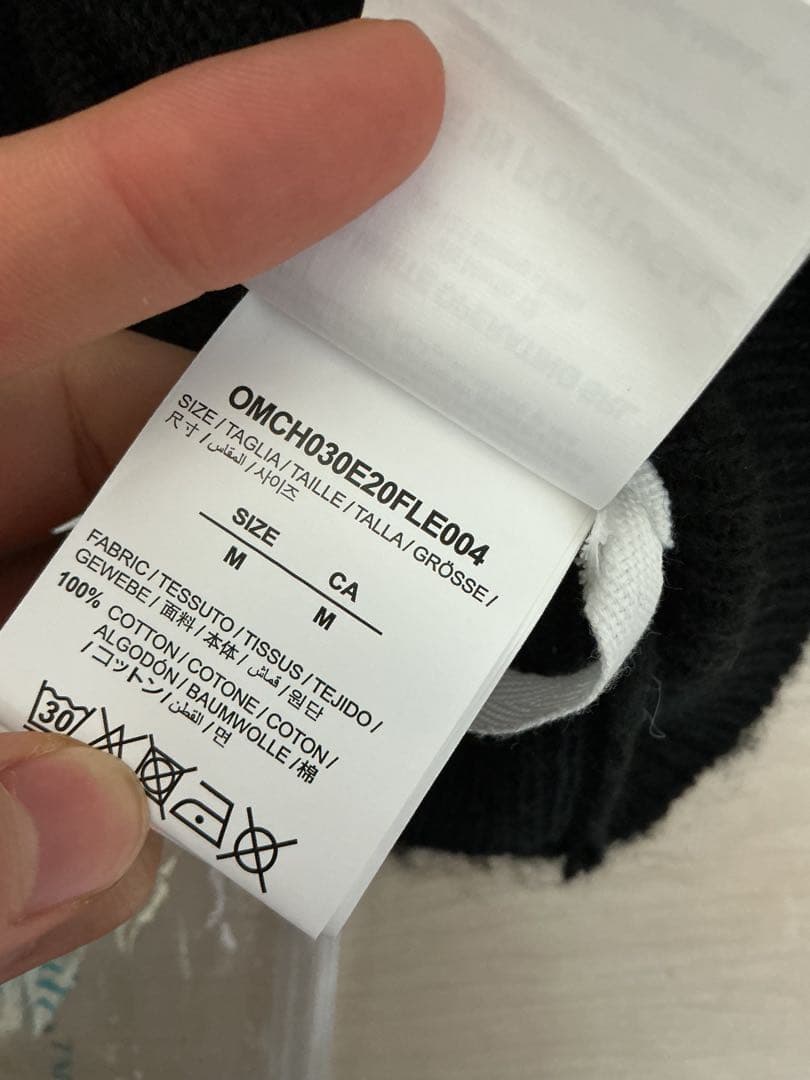 OMCH030E20FLE004
SIZE/TAGLIA/TAILLE/TALLA/GRÖSSE/
尺寸/المقاس/사이즈
SIZE CA
M M
FABRIC/TESSUTO/TISSUS/TEJIDO/
GEWEBE/面料/本体/قماش/원단
100% COTTON/COTONE/COTON/
ALGODÓN/BAUMWOLLE/棉
/コットン/القطن/면
30